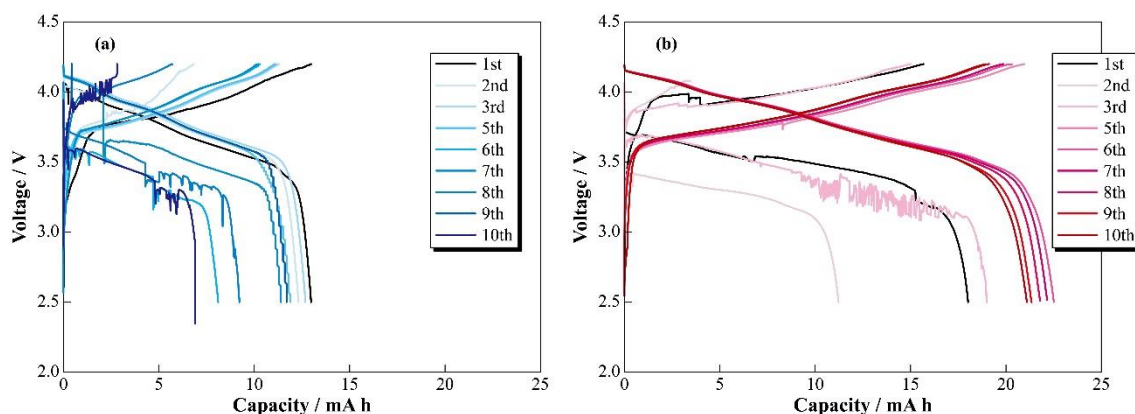 4.5
4.0
3.5
3.0
2.5
2.0
Voltage / V
(a)
1st
2nd
3rd
5th
6th
7th
8th
9th
10th
0
5
10
15
20
25
Capacity / mA h
4.5
4.0
3.5
3.0
2.5
2.0
Voltage / V
(b)
1st
2nd
3rd
5th
6th
7th
8th
9th
10th
0
5
10
15
20
25
Capacity / mA h